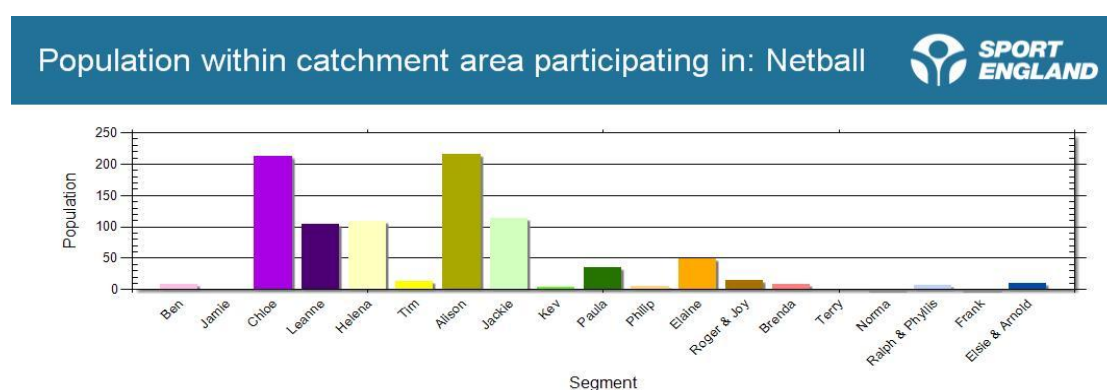 Population within catchment area participating in: Netball
SPORT
ENGLAND
250
200
150
100
50
0
Population
Ben
Jamie
Chloe
Leanne
Helena
Tim
Alison
Jackie
Kev
Paula
Philip
Elaine
Roger & Joy
Brenda
Terry
Norma
Ralph & Phyllis
Frank
Elsie & Arnold
Segment